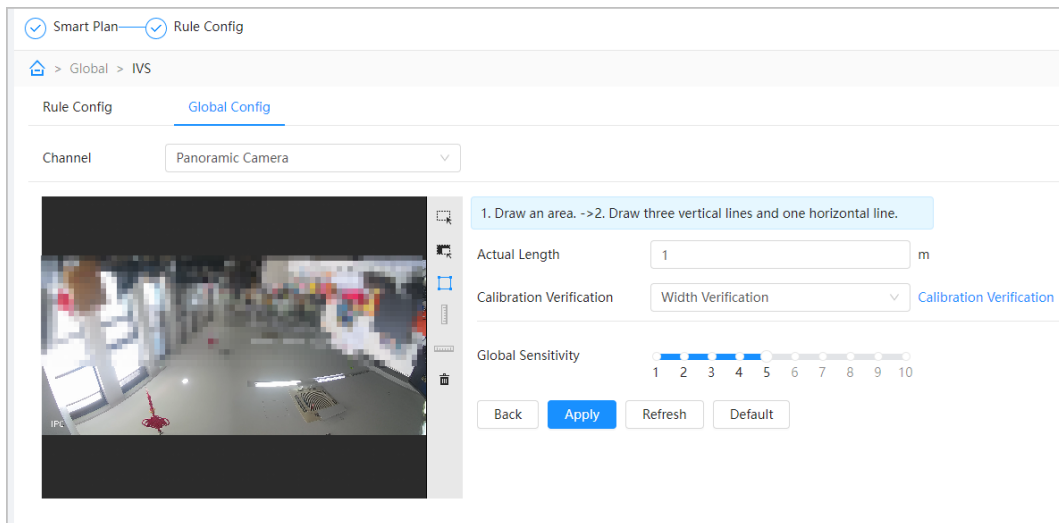 Smart Plan Rule Config
> Global > IVS
Rule Config Global Config
Channel Panoramic Camera
1. Draw an area. ->2. Draw three vertical lines and one horizontal line.
Actual Length 1 m
Calibration Verification Width Verification Calibration Verification
Global Sensitivity
1 2 3 4 5 6 7 8 9 10
Back Apply Refresh Default
IPC